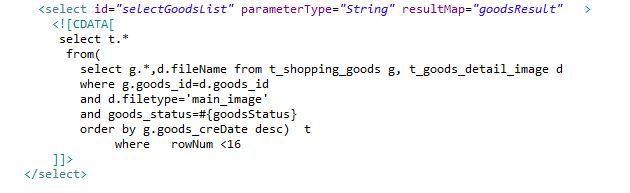 <select id="selectGoodsList" parameterType="String" resultMap="goodsResult"   >
<![CDATA[
select t.*
from(
select g.*,d.fileName from t_shopping_goods g, t_goods_detail_image d
where g.goods_id=d.goods_id
and d.filetype='main_image'
and goods_status=#{goodsStatus}
order by g.goods_creDate desc)  t
where   rowNum <16
]]>
</select>